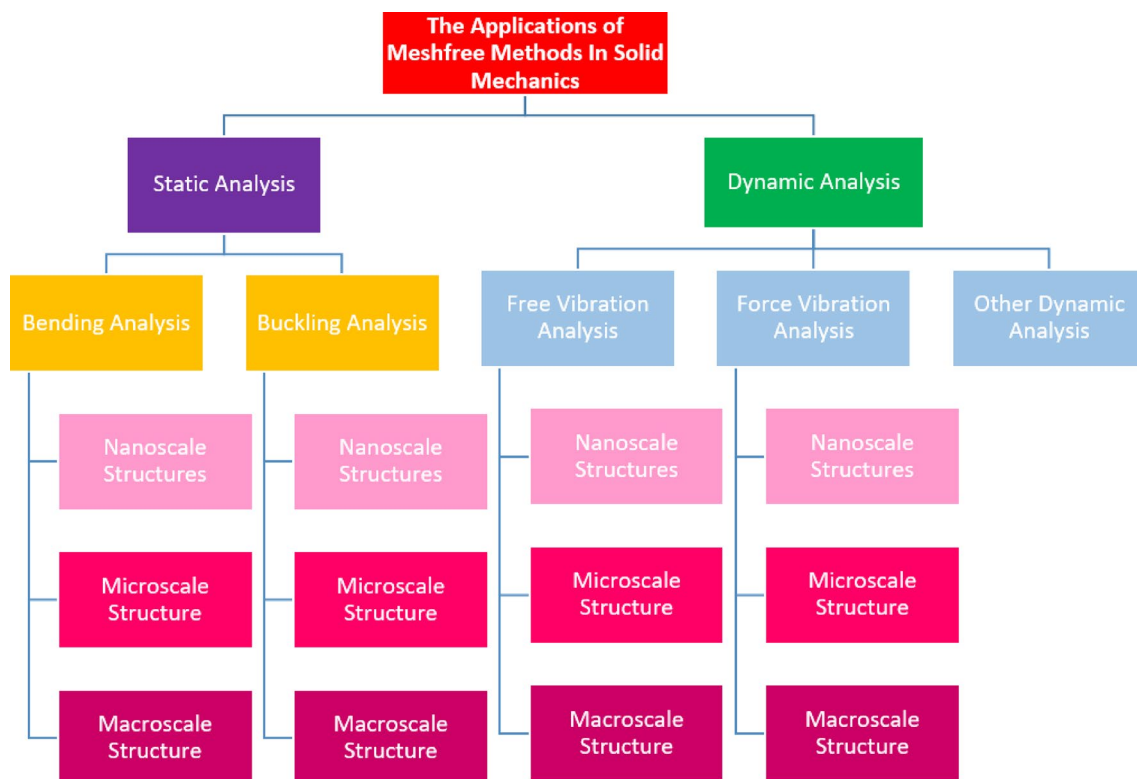 The Applications of
Meshfree Methods In Solid
Mechanics
Static Analysis
Dynamic Analysis
Bending Analysis
Buckling Analysis
Free Vibration
Analysis
Force Vibration
Analysis
Other Dynamic
Analysis
Nanoscale
Structures
Nanoscale
Structures
Nanoscale
Structures
Nanoscale
Structures
Microscale
Structure
Microscale
Structure
Microscale
Structure
Microscale
Structure
Macroscale
Structure
Macroscale
Structure
Macroscale
Structure
Macroscale
Structure